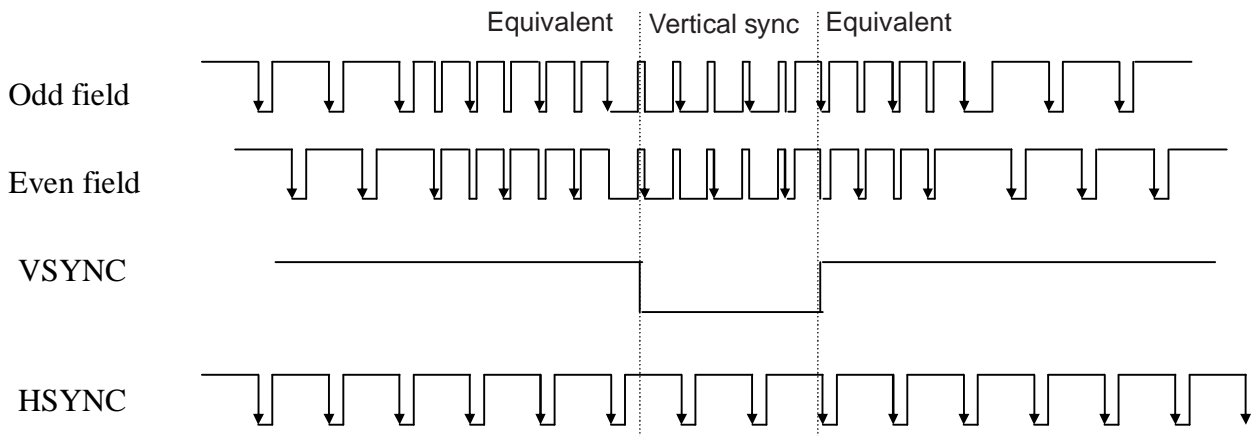 Equivalent Vertical sync Equivalent
Odd field
Even field
VSYNC
HSYNC